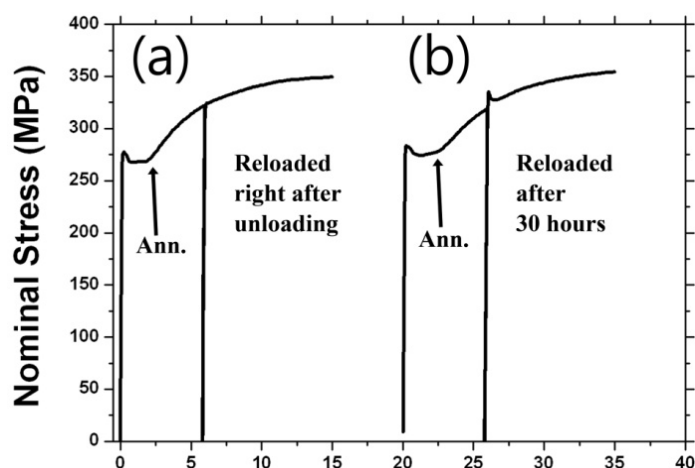 400
350
300
250
200
150
100
50
0
Nominal Stress (MPa)
(a)
(b)
Reloaded
right after
unloading
Ann.
Reloaded
after
30 hours
Ann.
0 5 10 15 20 25 30 35 40